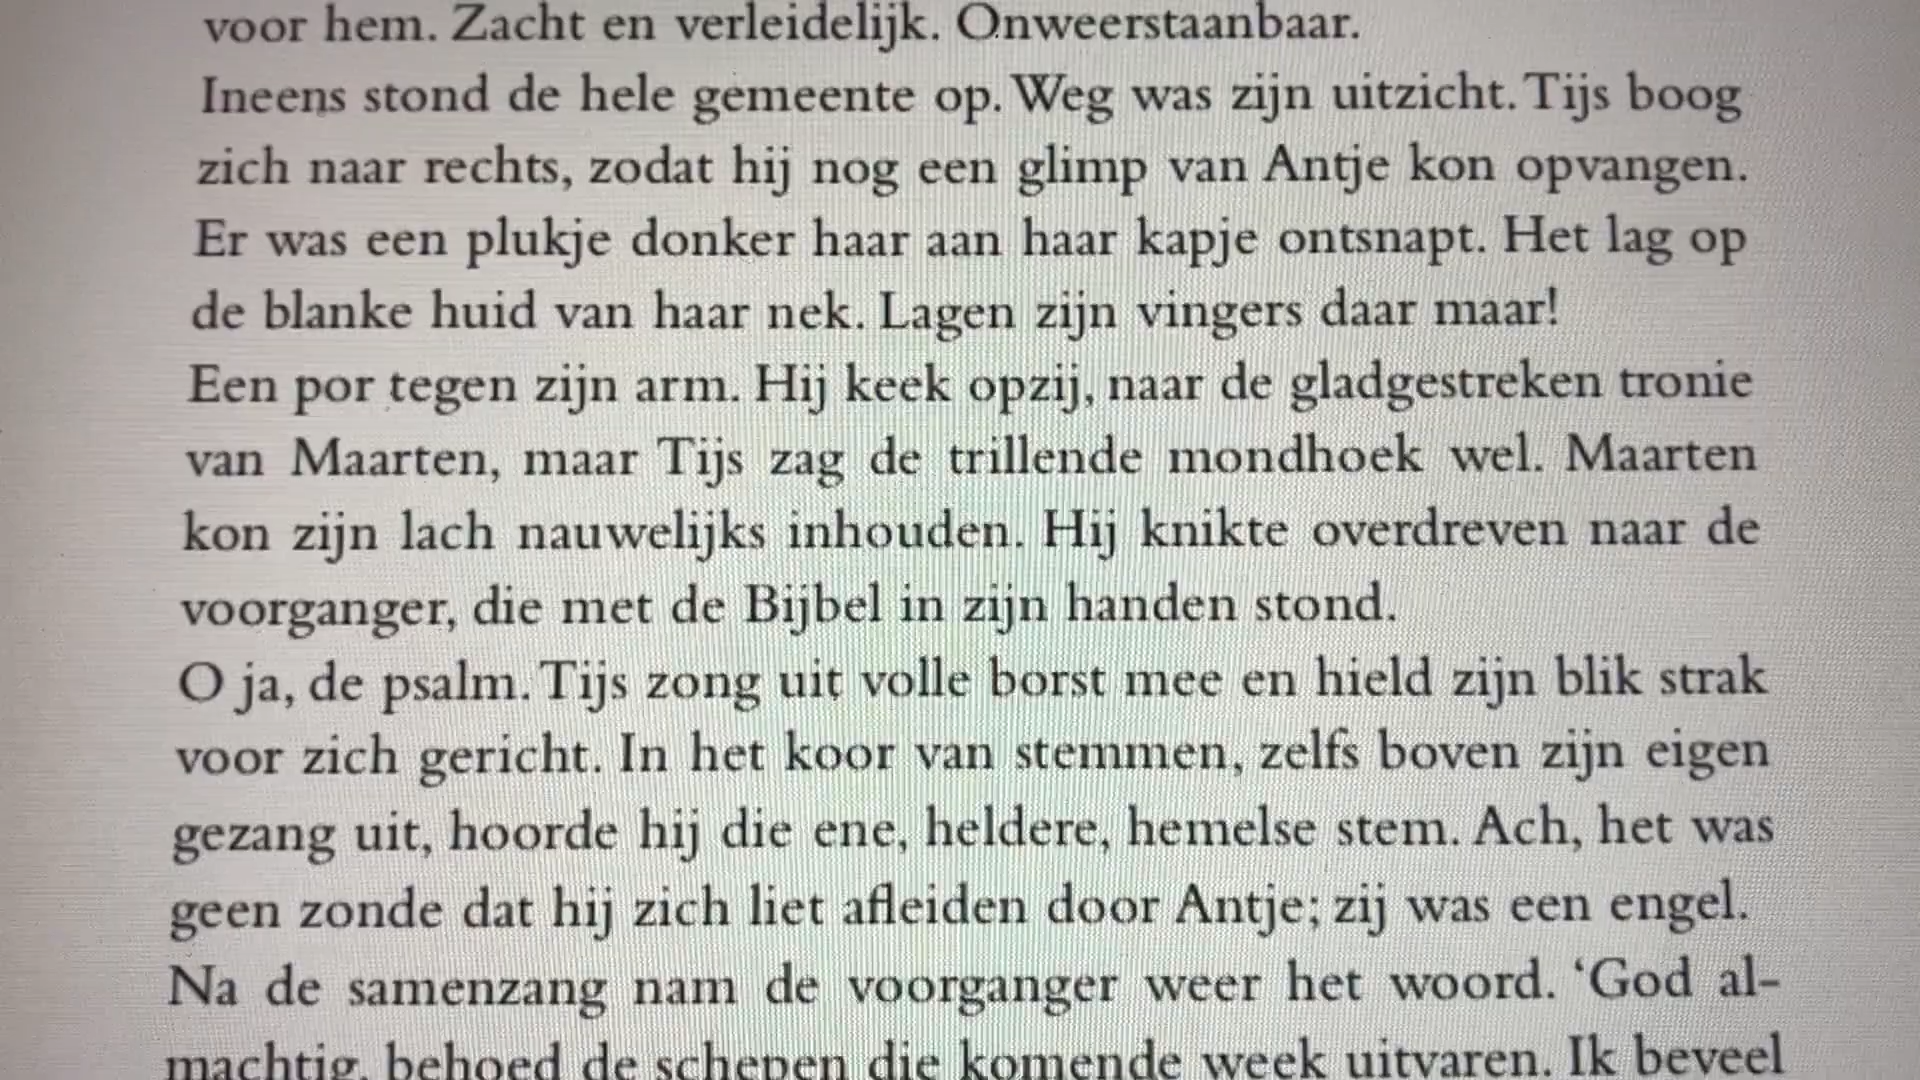 voor hem. Zacht en verleidelijk. Onweerstaanbaar.
Ineens stond de hele gemeente op. Weg was zijn uitzicht. Tijs boog
zich naar rechts, zodat hij nog een glimp van Antje kon opvangen.
Er was een plukje donker haar aan haar kapje ontsnapt. Het lag op
de blanke huid van haar nek. Lagen zijn vingers daar maar!
Een por tegen zijn arm. Hij keek opzij, naar de gladgestreken tronie
van Maarten, maar Tijs zag de trillende mondhoek wel. Maarten
kon zijn lach nauwelijks inhouden. Hij knikte overdreven naar de
voorganger, die met de Bijbel in zijn handen stond.
O ja, de psalm. Tijs zong uit volle borst mee en hield zijn blik strak
voor zich gericht. In het koor van stemmen, zelfs boven zijn eigen
gezang uit, hoorde hij die ene, heldere, hemelse stem. Ach, het was
geen zonde dat hij zich liet afleiden door Antje; zij was een engel.
Na de samenzang nam de voorganger weer het woord. ‘God al-
machtig, behoed de schepen die komende week uitvaren. Ik beveel